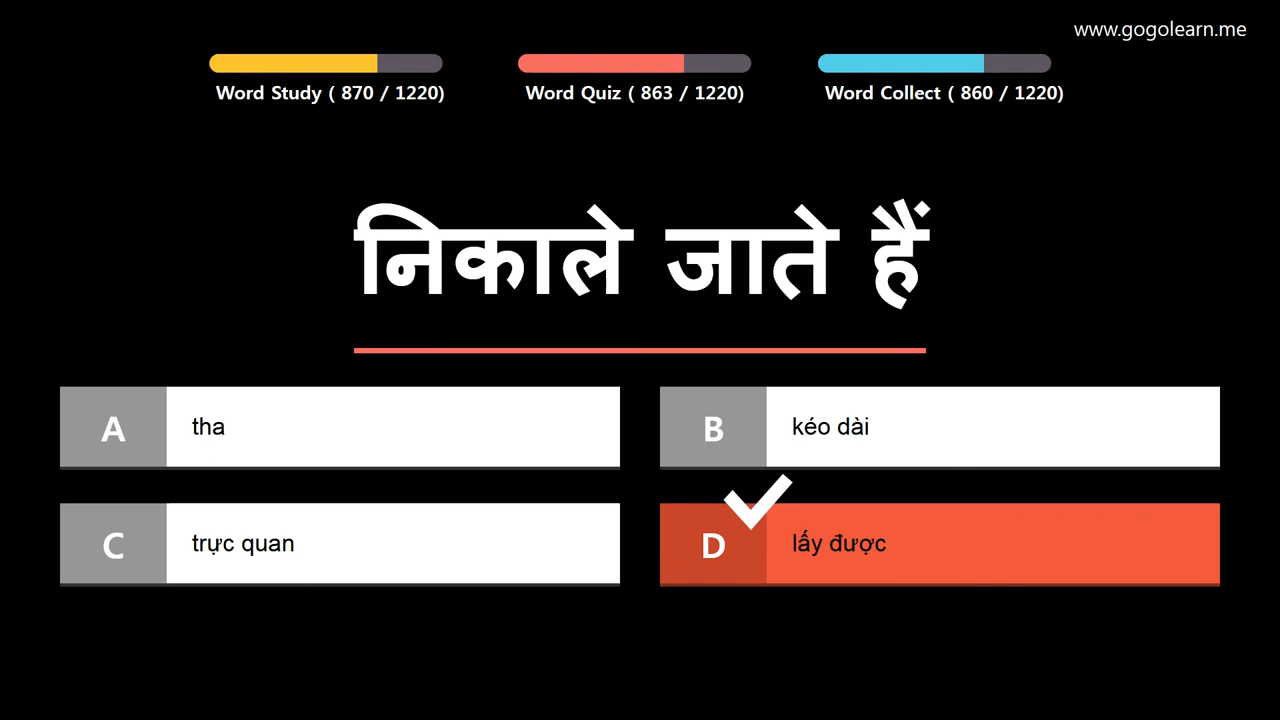 www.gogolearn.me
Word Study ( 870 / 1220)
Word Quiz ( 863 / 1220)
Word Collect ( 860 / 1220)
निकाले जाते हैं
A
tha
B
kéo dài
C
trực quan
D
lấy được